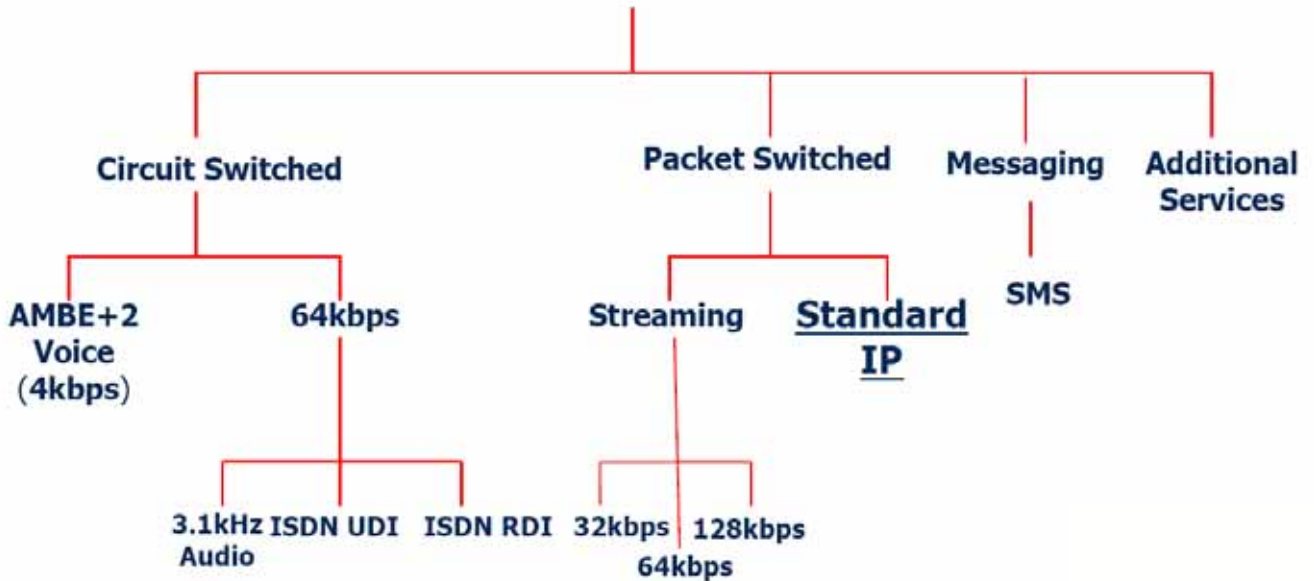 Circuit Switched
Packet Switched
Messaging
Additional
Services
AMBE+2
Voice
(4kbps)
64kbps
Streaming
Standard
IP
SMS
3.1kHz
Audio
ISDN UDI
ISDN RDI
32kbps
64kbps
128kbps